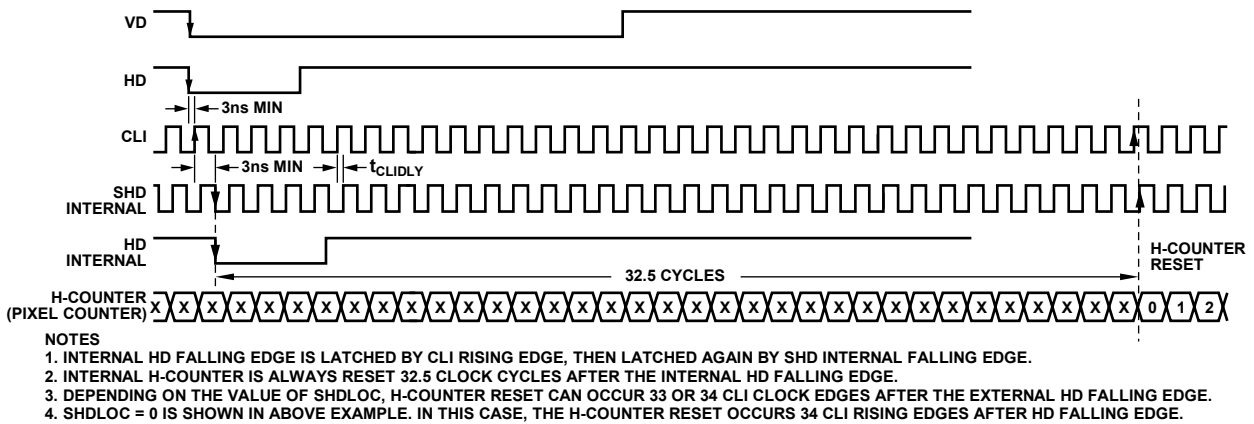 VD
HD
3ns MIN
CLI
3ns MIN
tCLIDLY
SHD
INTERNAL
HD
INTERNAL
H-COUNTER
RESET
32.5 CYCLES
H-COUNTER
(PIXEL COUNTER)
X X X X X X X X X X X X X X X X X X X X X X X X X X X X X X X X X X X 0 1 2
NOTES
1. INTERNAL HD FALLING EDGE IS LATCHED BY CLI RISING EDGE, THEN LATCHED AGAIN BY SHD INTERNAL FALLING EDGE.
2. INTERNAL H-COUNTER IS ALWAYS RESET 32.5 CLOCK CYCLES AFTER THE INTERNAL HD FALLING EDGE.
3. DEPENDING ON THE VALUE OF SHDLOC, H-COUNTER RESET CAN OCCUR 33 OR 34 CLI CLOCK EDGES AFTER THE EXTERNAL HD FALLING EDGE.
4. SHDLOC = 0 IS SHOWN IN ABOVE EXAMPLE. IN THIS CASE, THE H-COUNTER RESET OCCURS 34 CLI RISING EDGES AFTER HD FALLING EDGE.